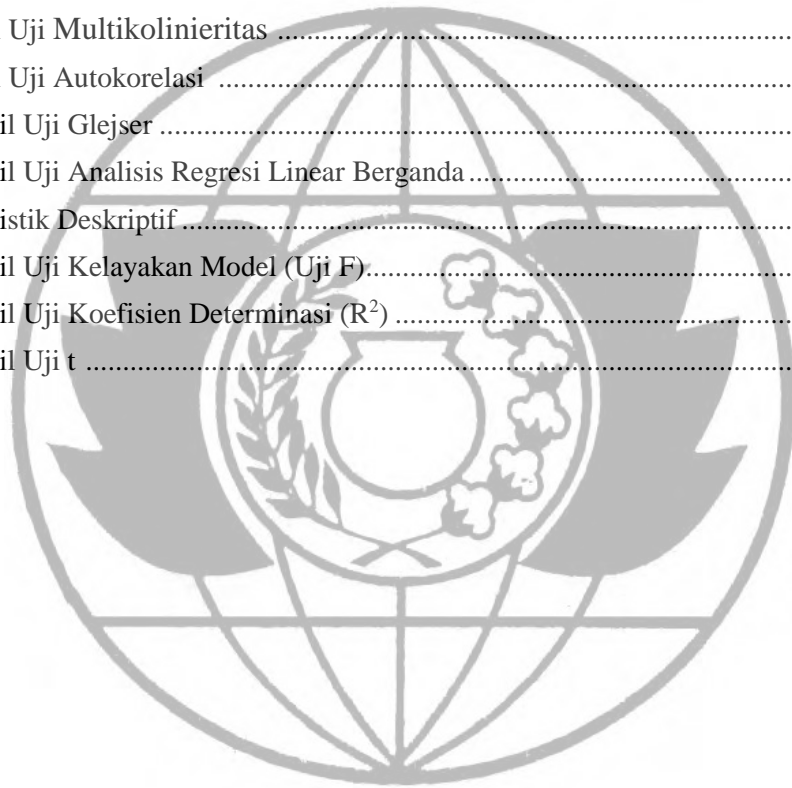 Uji Multikolinieritas ................................................................
Uji Autokorelasi ................................................................
il Uji Glejser ................................................................
il Uji Analisis Regresi Linear Berganda ................................................................
istik Deskriptif ................................................................
il Uji Kelayakan Model (Uji F)................................................................
il Uji Koefisien Determinasi (R²) ................................................................
il Uji t ................................................................